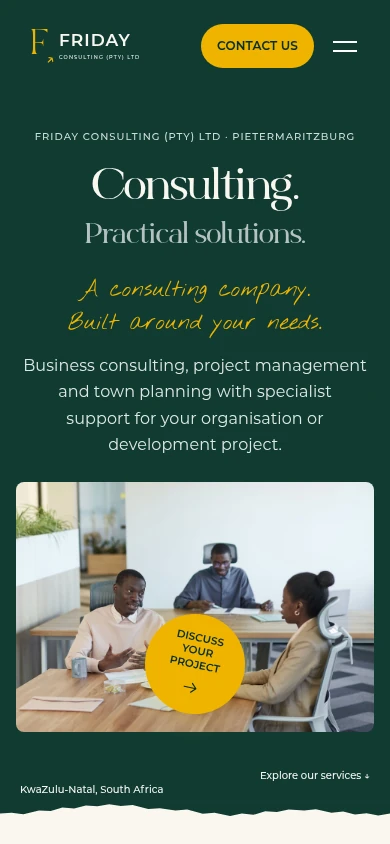 F FRIDAY
CONSULTING (PTY) LTD
CONTACT US
FRIDAY CONSULTING (PTY) LTD · PIETERMARITZBURG
Consulting.
Practical solutions.
A consulting company.
Built around your needs.
Business consulting, project management
and town planning with specialist
support for your organisation or
development project.
DISCUSS
YOUR
PROJECT →
Explore our services ↓
KwaZulu-Natal, South Africa